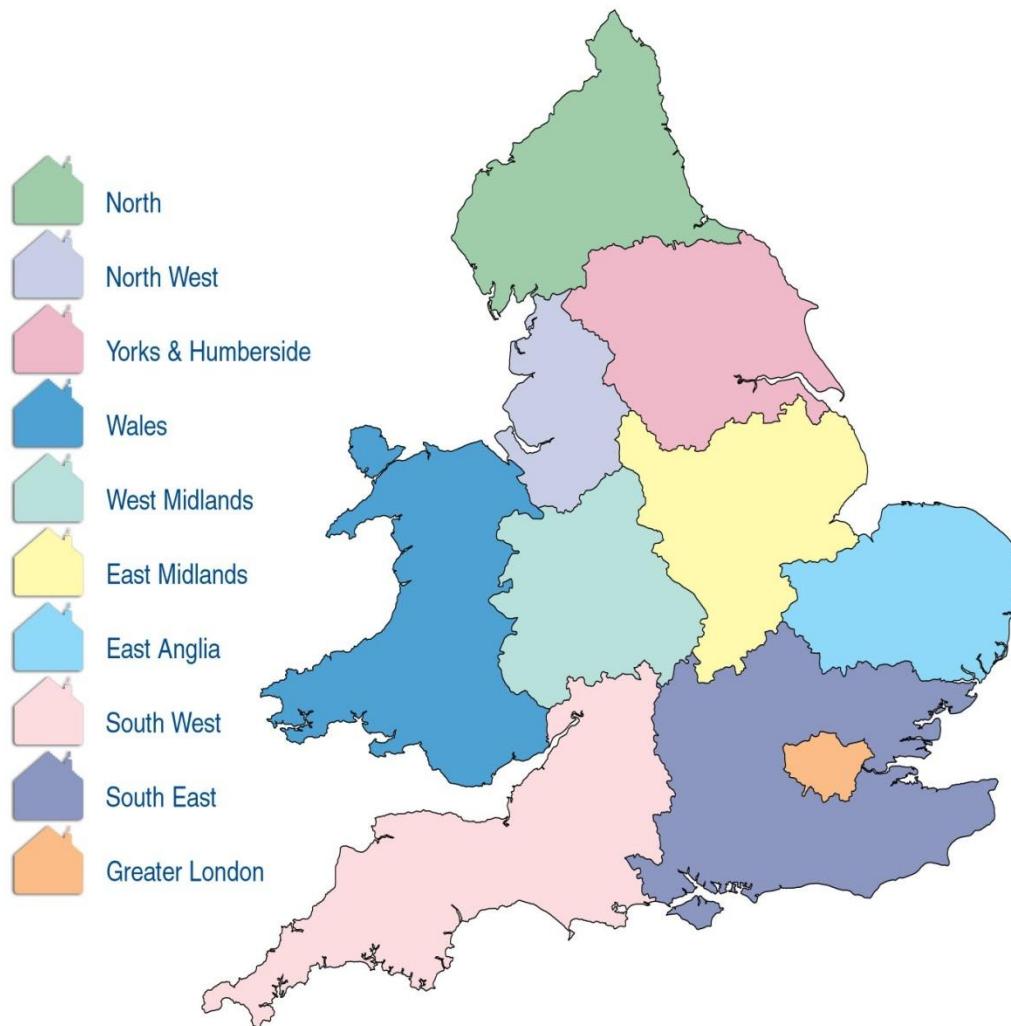 North
North West
Yorks & Humberside
Wales
West Midlands
East Midlands
East Anglia
South West
South East
Greater London